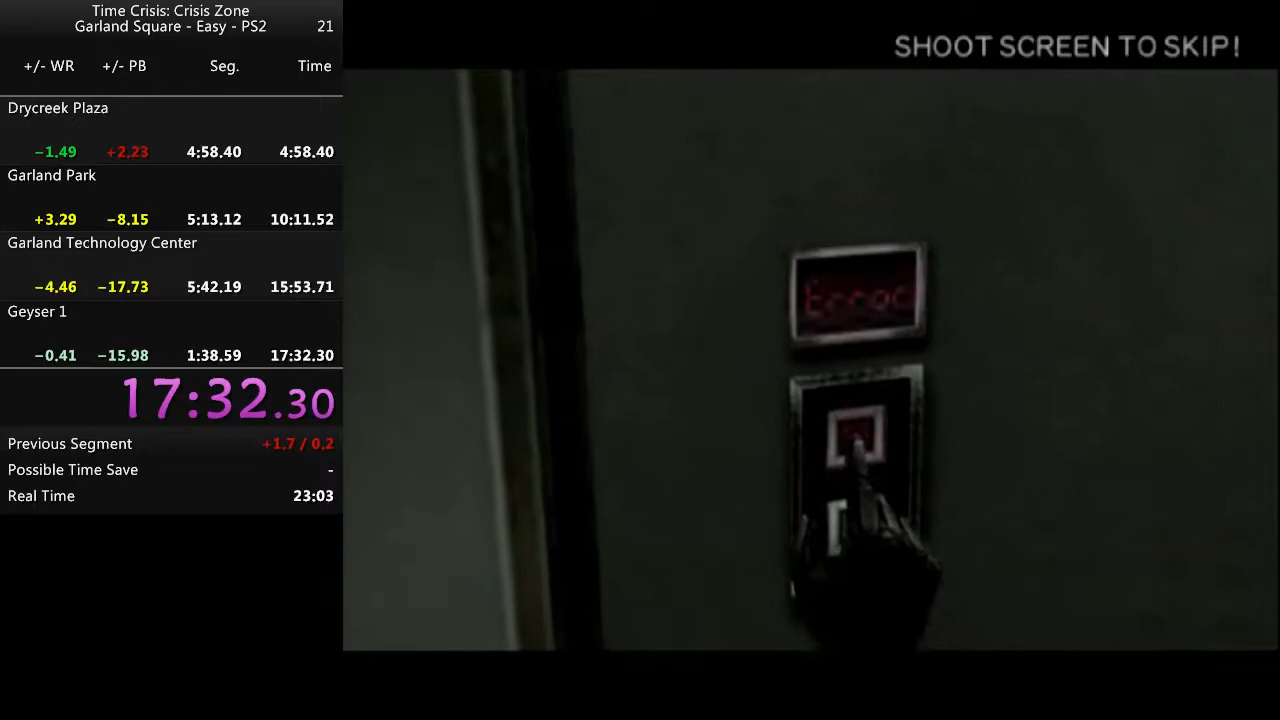 Time Crisis: Crisis Zone
Garland Square - Easy - PS2 21
+/- WR +/- PB Seg. Time
Drycreek Plaza
−1.49 +2.23 4:58.40 4:58.40
Garland Park
+3.29 −8.15 5:13.12 10:11.52
Garland Technology Center
−4.46 −17.73 5:42.19 15:53.71
Geyser 1
−0.41 −15.98 1:38.59 17:32.30
17:32.30
Previous Segment +1.7 / 0.2
Possible Time Save -
Real Time 23:03
SHOOT SCREEN TO SKIP!
Error